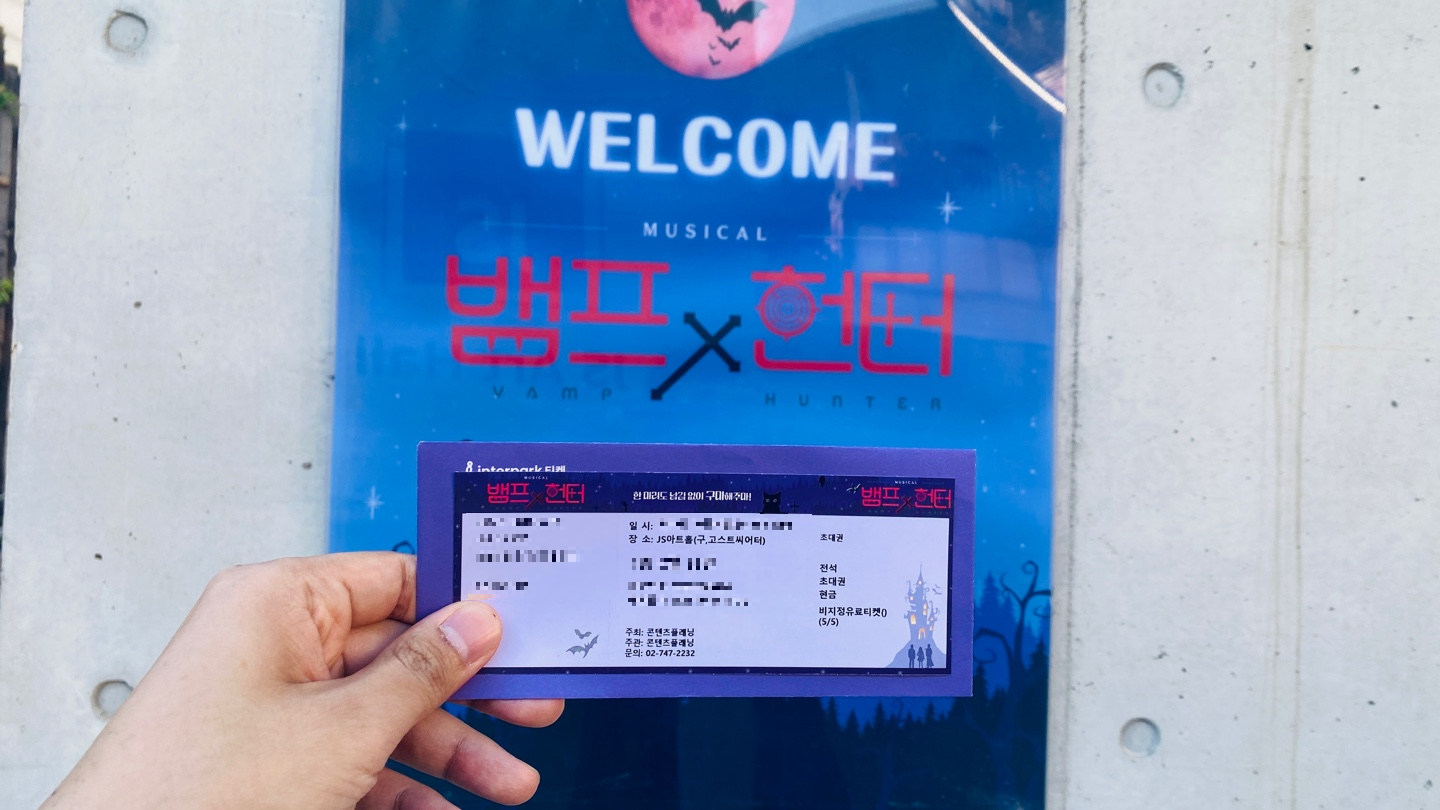 WELCOME
MUSICAL
뱀프 헌터
VAMP HUNTER
interpark 티켓
MUSICAL
뱀프 헌터
한 마리도 남김 없이 구마해주마!
MUSICAL
뱀프 헌터
일 시:
장 소: JS아트홀(구,고스트씨어터)
주최: 콘텐츠플래닝
주관: 콘텐츠플래닝
문의: 02-747-2232
초대권
전석
초대권
현금
비지정유료티켓()
(5/5)